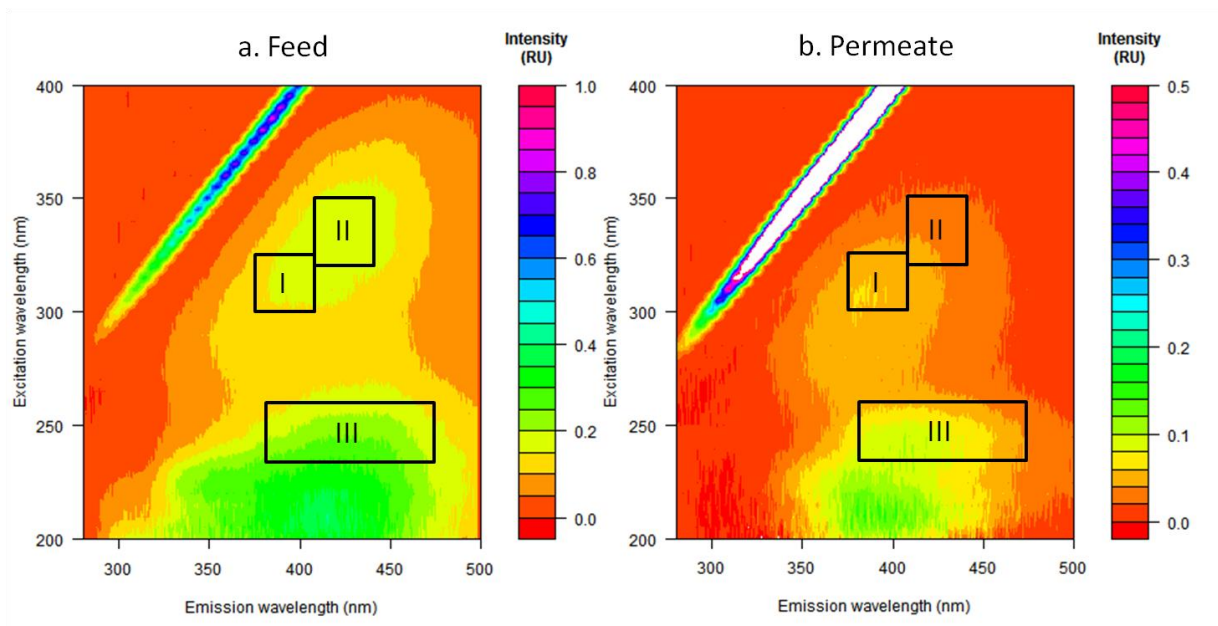 a. Feed
Intensity
(RU)
400
350
300
250
200
Excitation wavelength (nm)
300
350
400
450
500
Emission wavelength (nm)
I
II
III
1.0
0.8
0.6
0.4
0.2
0.0
b. Permeate
Intensity
(RU)
400
350
300
250
200
Excitation wavelength (nm)
300
350
400
450
500
Emission wavelength (nm)
I
II
III
0.5
0.4
0.3
0.2
0.1
0.0